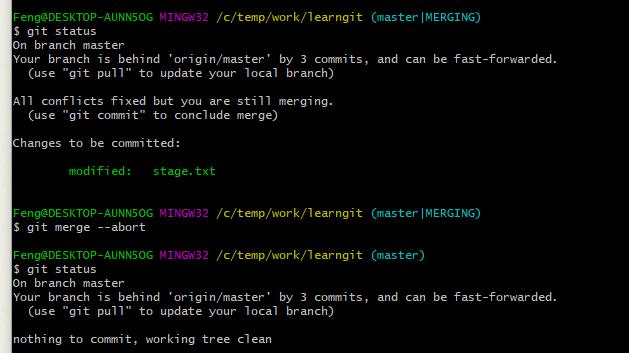 Feng@DESKTOP-AUNN5OG MINGW32 /c/temp/work/learngit (master|MERGING)
$ git status
On branch master
Your branch is behind 'origin/master' by 3 commits, and can be fast-forwarded.
  (use "git pull" to update your local branch)

All conflicts fixed but you are still merging.
  (use "git commit" to conclude merge)

Changes to be committed:

        modified:   stage.txt

Feng@DESKTOP-AUNN5OG MINGW32 /c/temp/work/learngit (master|MERGING)
$ git merge --abort

Feng@DESKTOP-AUNN5OG MINGW32 /c/temp/work/learngit (master)
$ git status
On branch master
Your branch is behind 'origin/master' by 3 commits, and can be fast-forwarded.
  (use "git pull" to update your local branch)

nothing to commit, working tree clean